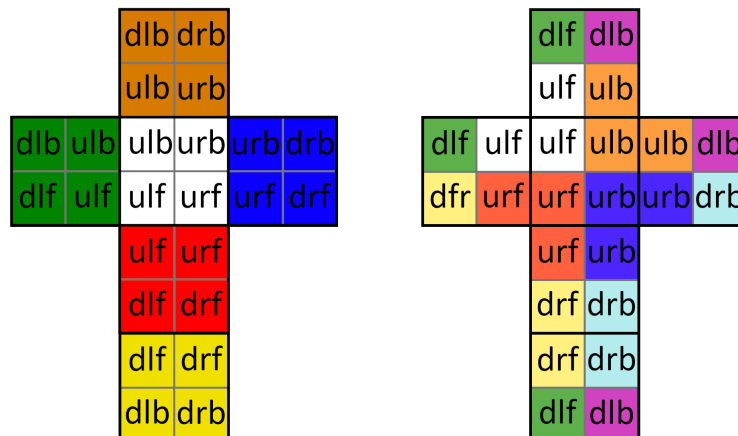 dlb drb dlf dlb
ulb urb ulf ulb
dlb ulb ulb urb urb drb dlf ulf ulf ulb ulb dlb
dlf ulf ulf urf urf drf dfr urf urf urb urb drb
ulf urf urf urb
dlf drf drf drb
dlf drf drf drb
dlb drb dlf dlb